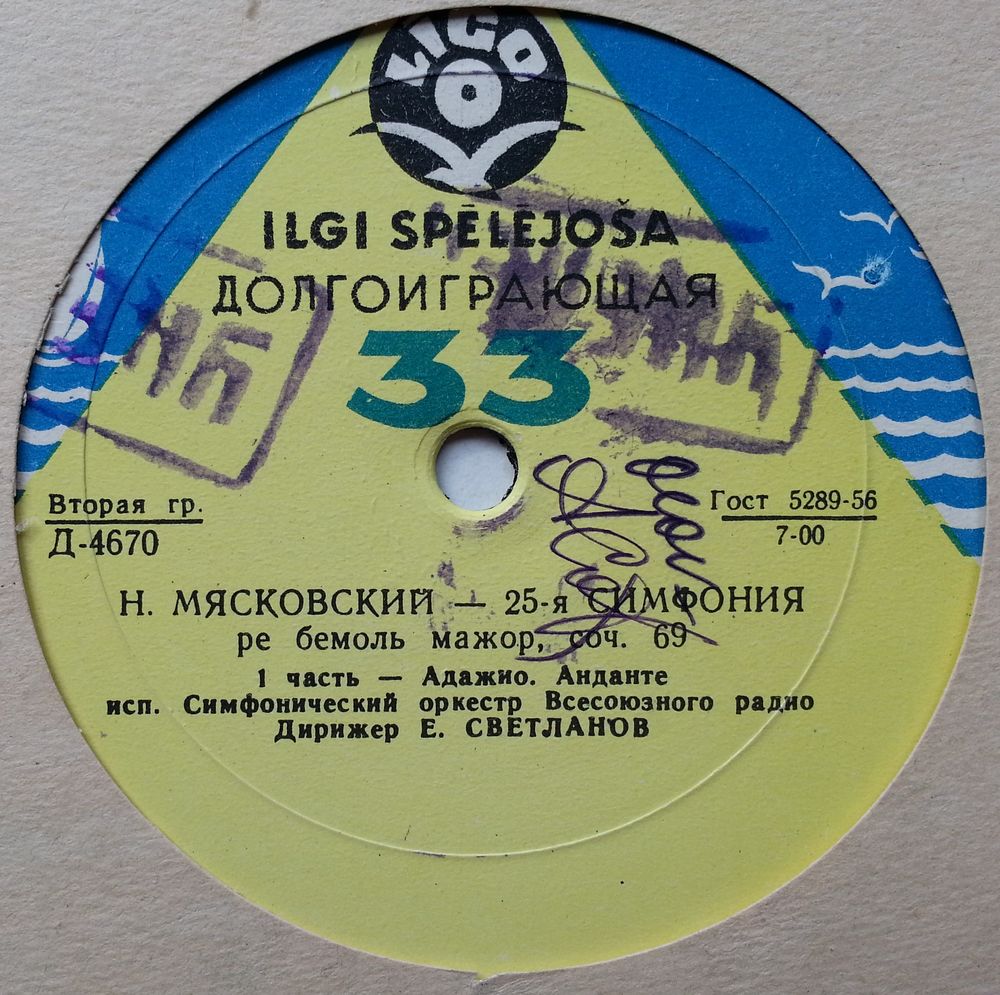 LIGO
ILGI SPĒLĒJOŠA
ДОЛГОИГРАЮЩАЯ
33
Вторая гр.
Д-4670
Гост 5289-56
7-00
Н. МЯСКОВСКИЙ — 25-я СИМФОНИЯ
ре бемоль мажор, соч. 69
1 часть — Адажио. Анданте
исп. Симфонический оркестр Всесоюзного радио
Дирижер Е. СВЕТЛАНОВ